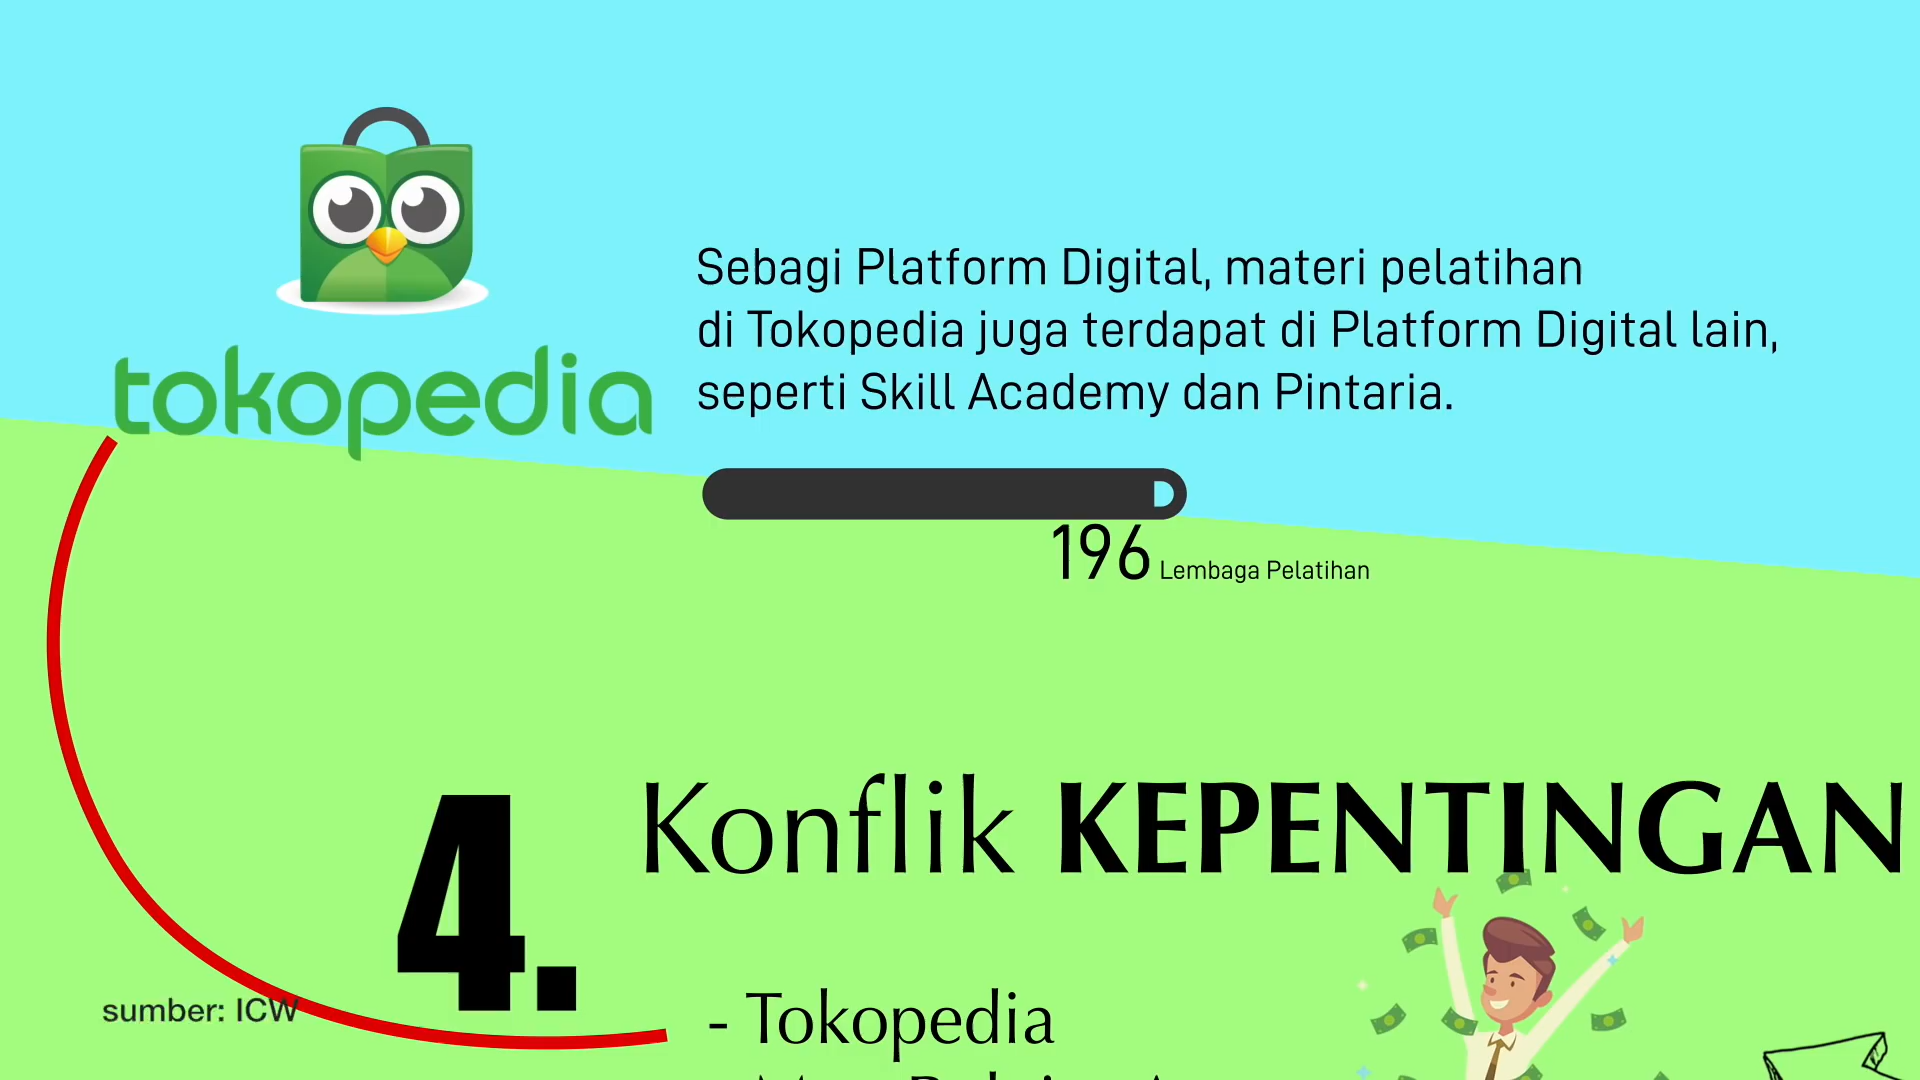 tokopedia
Sebagi Platform Digital, materi pelatihan
di Tokopedia juga terdapat di Platform Digital lain,
seperti Skill Academy dan Pintaria.
196 Lembaga Pelatihan
4. Konflik KEPENTINGAN
- Tokopedia
sumber: ICW